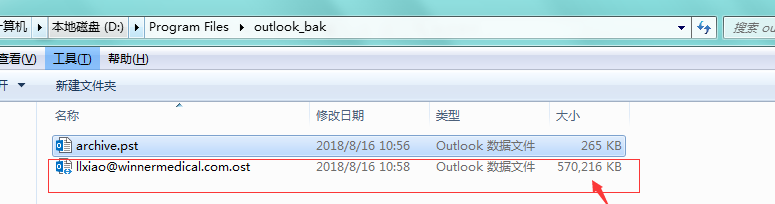 计算机 ▸ 本地磁盘 (D:) ▸ Program Files ▸ outlook_bak 搜索 ou
查看(V) 工具(T) 帮助(H)
新建文件夹
名称 修改日期 类型 大小
archive.pst 2018/8/16 10:56 Outlook 数据文件 265 KB
llxiao@winnermedical.com.ost 2018/8/16 10:58 Outlook 数据文件 570,216 KB